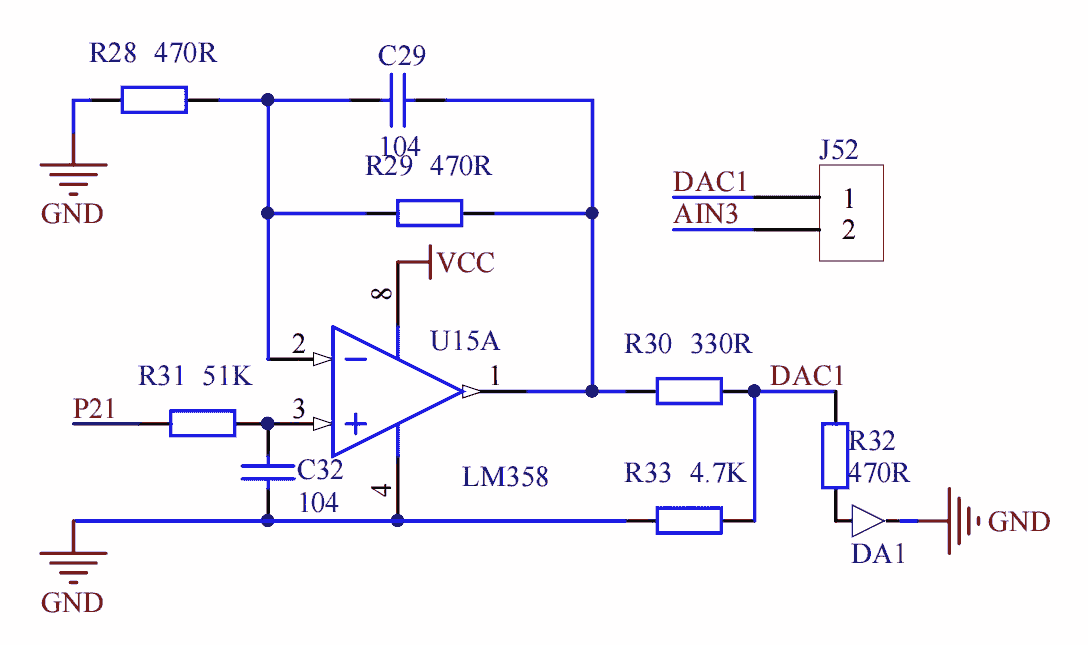 R28 470R
C29
104
R29 470R
GND
J52
DAC1
1
AIN3
2
VCC
8
U15A
2
R30 330R
1
R31 51K
DAC1
P21
3
R32
470R
C32
104
4
LM358
R33 4.7K
GND
DA1
GND